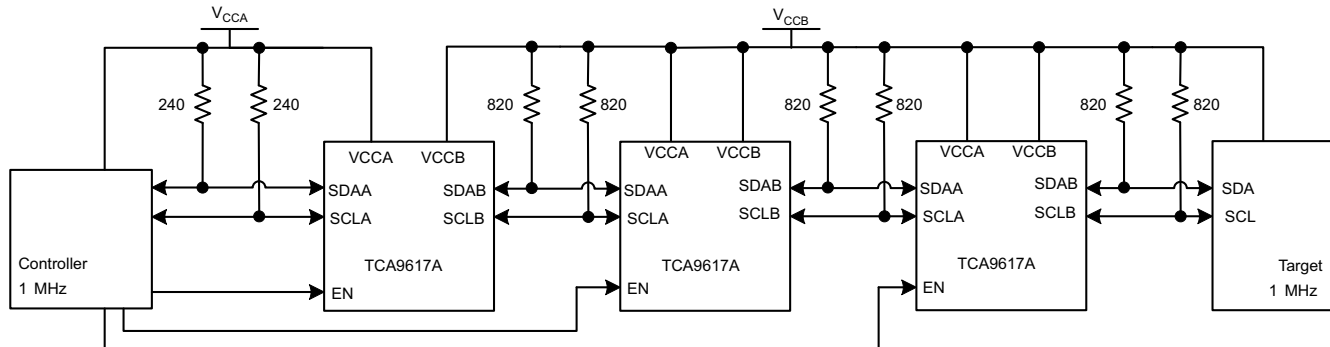 VCCA
VCCB
240
240
820
820
820
820
820
820
VCCA
VCCB
VCCA
VCCB
VCCA
VCCB
SDAA
SDAB
SDAA
SDAB
SDAA
SDAB
SDA
SCLA
SCLB
SCLA
SCLB
SCLA
SCLB
SCL
Controller
1 MHz
TCA9617A
TCA9617A
TCA9617A
Target
1 MHz
EN
EN
EN